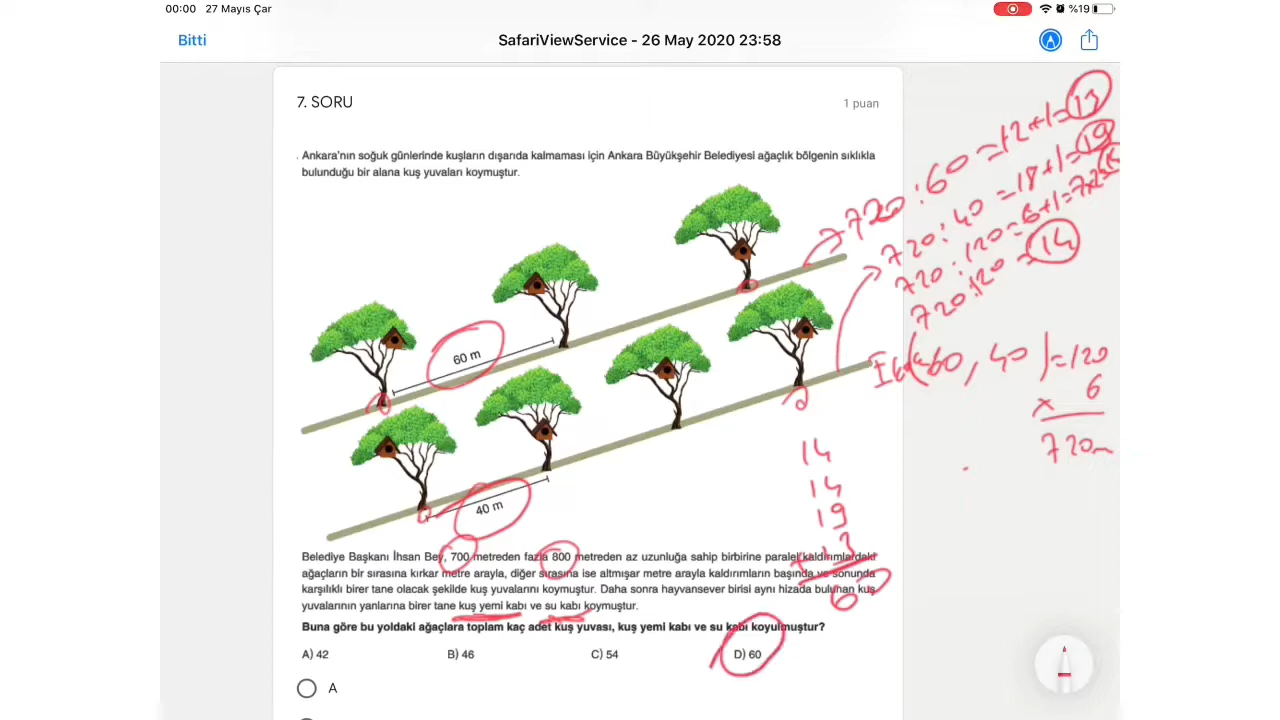 00:00 27 Mayıs Çar
%19
Bitti
SafariViewService - 26 May 2020 23:58
7. SORU
1 puan
. Ankara'nın soğuk günlerinde kuşların dışarıda kalmaması için Ankara Büyükşehir Belediyesi ağaçlık bölgenin sıklıkla
bulunduğu bir alana kuş yuvaları koymuştur.
720:60=12+1=13
720:40=18+1=19
720:120=6+1=7x2=14
720:120=14
60 m
(60, 40)=120
x 6
720m
40 m
14
14
19
+13
60
Belediye Başkanı İhsan Bey, 700 metreden fazla 800 metreden az uzunluğa sahip birbirine paralel kaldırımlardaki
ağaçların bir sırasına kırkar metre arayla, diğer sırasına ise altmışar metre arayla kaldırımların başında ve sonunda
karşılıklı birer tane olacak şekilde kuş yuvalarını koymuştur. Daha sonra hayvansever birisi aynı hizada bulunan kuş
yuvalarının yanlarına birer tane kuş yemi kabı ve su kabı koymuştur.
Buna göre bu yoldaki ağaçlara toplam kaç adet kuş yuvası, kuş yemi kabı ve su kabı koyulmuştur?
A) 42 B) 46 C) 54 D) 60
A